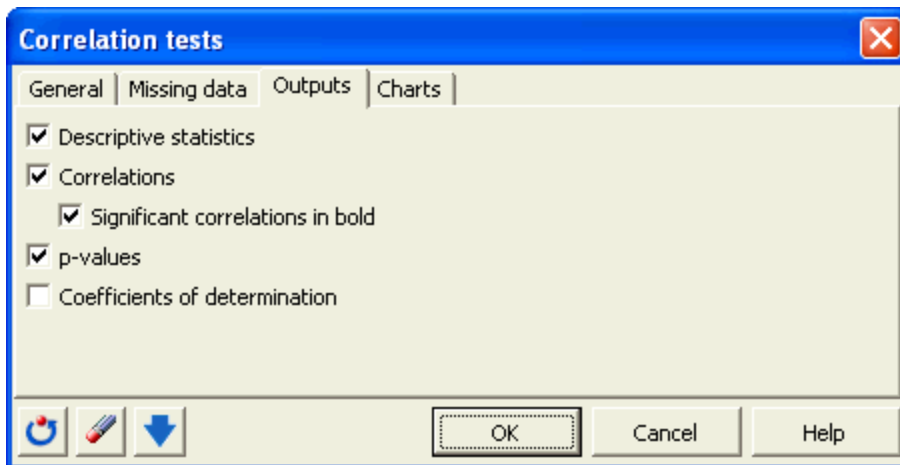 Correlation tests
General Missing data Outputs Charts
Descriptive statistics
Correlations
Significant correlations in bold
p-values
Coefficients of determination
OK Cancel Help